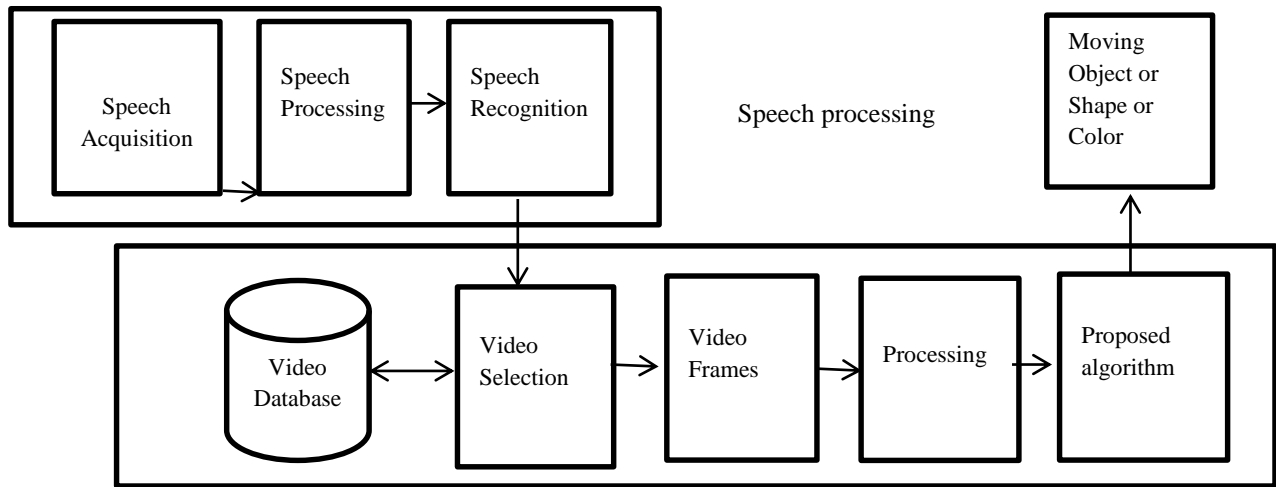 Speech
Acquisition
Speech
Processing
Speech
Recognition
Speech processing
Moving
Object or
Shape or
Color
Video
Database
Video
Selection
Video
Frames
Processing
Proposed
algorithm